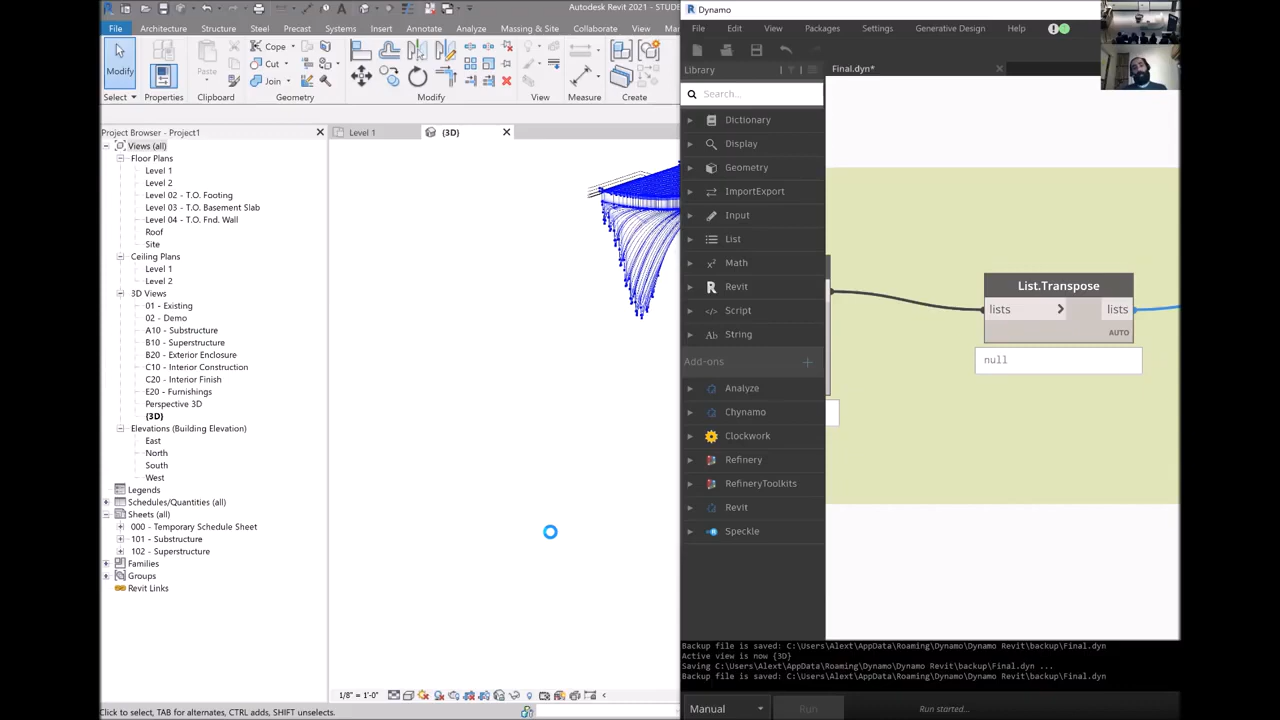 Autodesk Revit 2021 - STUDE
File
Architecture
Structure
Steel
Precast
Systems
Insert
Annotate
Analyze
Massing & Site
Collaborate
View
Modify
Cope
Cut
Join
Paste
Select
Properties
Clipboard
Geometry
Modify
View
Measure
Create
Project Browser - Project1
Level 1
(3D)
Views (all)
Floor Plans
Level 1
Level 2
Level 02 - T.O. Footing
Level 03 - T.O. Basement Slab
Level 04 - T.O. Fnd. Wall
Roof
Site
Ceiling Plans
Level 1
Level 2
3D Views
01 - Existing
02 - Demo
A10 - Substructure
B10 - Superstructure
B20 - Exterior Enclosure
C10 - Interior Construction
C20 - Interior Finish
E20 - Furnishings
Perspective 3D
{3D}
Elevations (Building Elevation)
East
North
South
West
Legends
Schedules/Quantities (all)
Sheets (all)
000 - Temporary Schedule Sheet
101 - Substructure
102 - Superstructure
Families
Groups
Revit Links
1/8" = 1'-0"
Click to select, TAB for alternates, CTRL adds, SHIFT unselects.
Dynamo
File
Edit
View
Packages
Settings
Generative Design
Help
Library
Final.dyn*
Search...
Dictionary
Display
Geometry
ImportExport
Input
List
Math
Revit
Script
String
Add-ons
Analyze
Chynamo
Clockwork
Refinery
RefineryToolkits
Revit
Speckle
List.Transpose
lists > lists
AUTO
null
Backup file is saved: C:\Users\Alext\AppData\Roaming\Dynamo\Dynamo Revit\backup\Final.dyn
Active view is now {3D}
Saving C:\Users\Alext\AppData\Roaming\Dynamo\Dynamo Revit\backup\Final.dyn ...
Backup file is saved: C:\Users\Alext\AppData\Roaming\Dynamo\Dynamo Revit\backup\Final.dyn
Manual
Run
Run started...